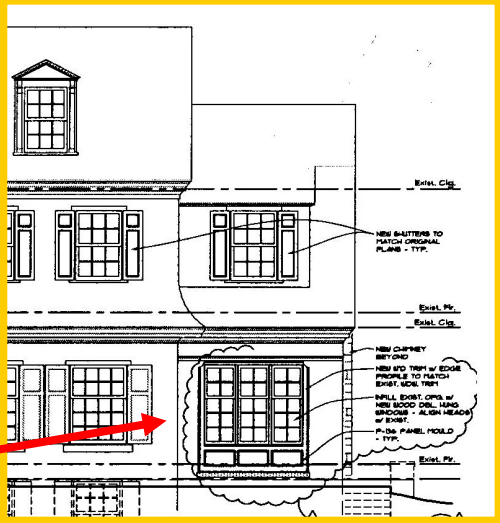 Exist. Clg.
NEW SHUTTERS TO
MATCH ORIGINAL
PLANS - TYP.
Exist. Flr.
Exist. Clg.
NEW CHIMNEY
BEYOND
NEW WD TRIM w/ EDGE
PROFILE TO MATCH
EXIST. WDW. TRIM
INFILL EXIST. OPG. w/
NEW WOOD DBL. HUNG
WINDOWS - ALIGN HEADS
w/ EXIST.
P-136 PANEL MOULD
- TYP.
Exist. Flr.